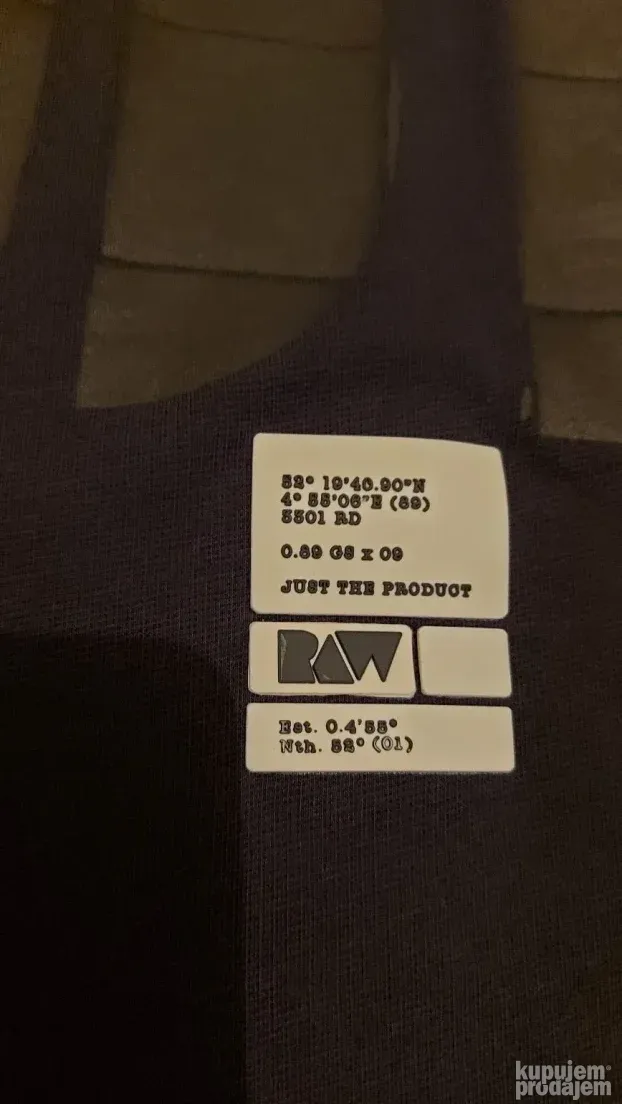 52° 19'46.90"N
4° 55'06"E (89)
3301 RD
0.89 GS x 09
JUST THE PRODUCT
RAW
Est. 0.4'55°
Nth. 52° (01)
kupujem
prodajem